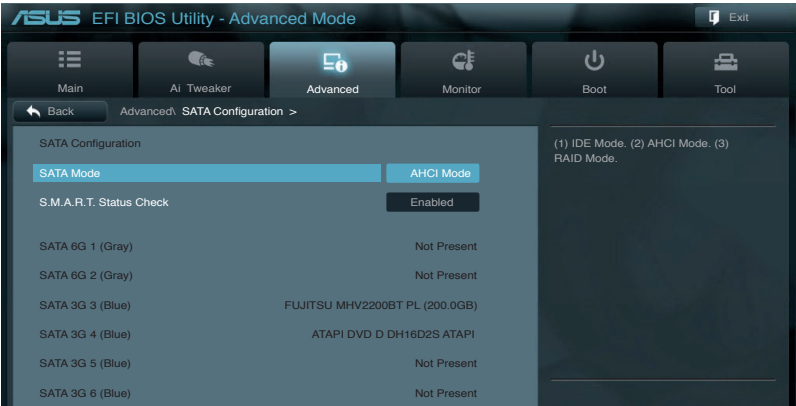 ASUS EFI BIOS Utility - Advanced Mode Exit
Main Ai Tweaker Advanced Monitor Boot Tool
Back Advanced\ SATA Configuration >
SATA Configuration
SATA Mode AHCI Mode
S.M.A.R.T. Status Check Enabled
SATA 6G 1 (Gray) Not Present
SATA 6G 2 (Gray) Not Present
SATA 3G 3 (Blue) FUJITSU MHV2200BT PL (200.0GB)
SATA 3G 4 (Blue) ATAPI DVD D DH16D2S ATAPI
SATA 3G 5 (Blue) Not Present
SATA 3G 6 (Blue) Not Present
(1) IDE Mode. (2) AHCI Mode. (3)
RAID Mode.